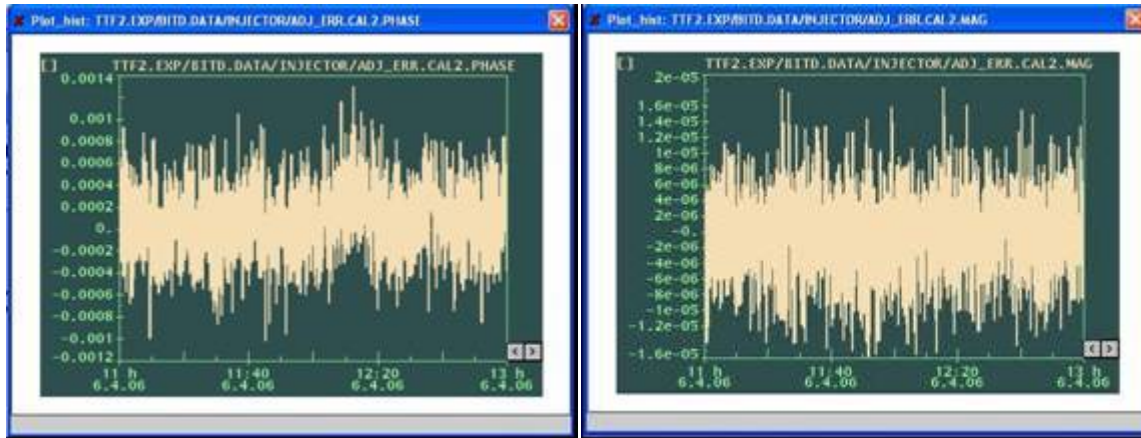 Plot_hist: TTF2.EXP/BITD.DATA/INJECTOR/ADJ_ERR.CAL2.PHASE
[] TTF2.EXP/BITD.DATA/INJECTOR/ADJ_ERR.CAL2.PHASE
0.0014
0.001
0.0008
0.0006
0.0004
0.0002
0.
-0.0002
-0.0004
-0.0006
-0.0008
-0.001
-0.0012
11 h 11:40 12:20 13 h
6.4.06 6.4.06 6.4.06 6.4.06
< >
Plot_hist: TTF2.EXP/BITD.DATA/INJECTOR/ADJ_ERR.CAL2.MAG
[] TTF2.EXP/BITD.DATA/INJECTOR/ADJ_ERR.CAL2.MAG
2e-05
1.6e-05
1.4e-05
1.2e-05
1e-05
8e-06
6e-06
4e-06
2e-06
-2e-06
-4e-06
-6e-06
-8e-06
-1e-05
-1.2e-05
-1.6e-05
11 h 11:40 12:20 13 h
6.4.06 6.4.06 6.4.06 6.4.06
< >